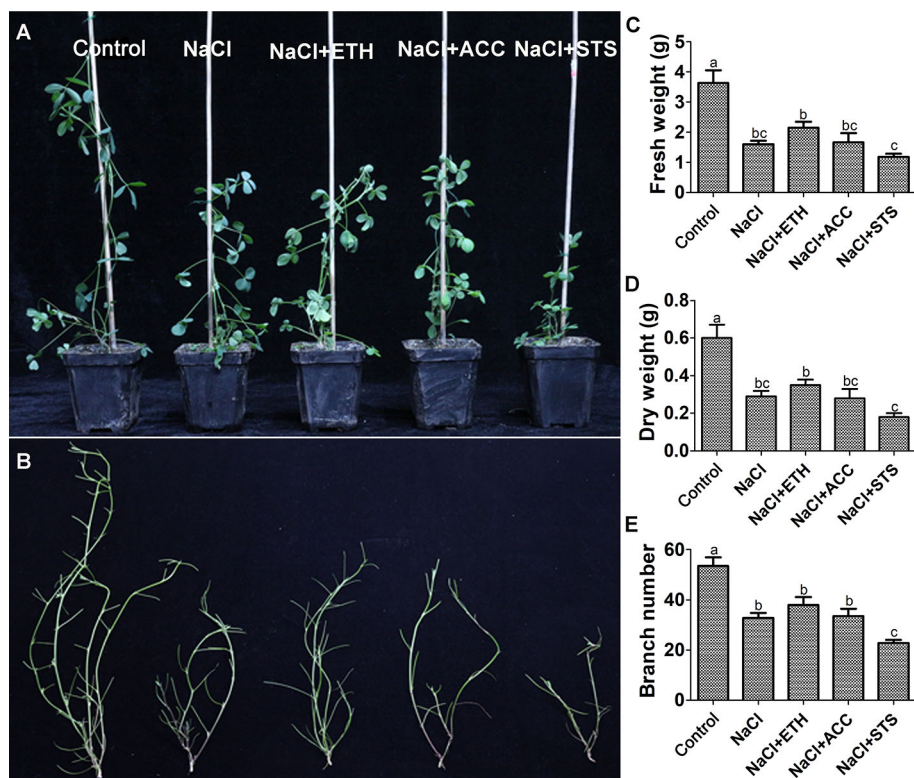 A
Control
NaCl
NaCl+ETH
NaCl+ACC
NaCl+STS
B
C
Fresh weight (g)
5
4
3
2
1
0
a
bc
b
bc
c
Control
NaCl
NaCl+ETH
NaCl+ACC
NaCl+STS
D
Dry weight (g)
0.8
0.6
0.4
0.2
0.0
a
bc
b
bc
c
Control
NaCl
NaCl+ETH
NaCl+ACC
NaCl+STS
E
Branch number
60
40
20
0
a
b
b
b
c
Control
NaCl
NaCl+ETH
NaCl+ACC
NaCl+STS